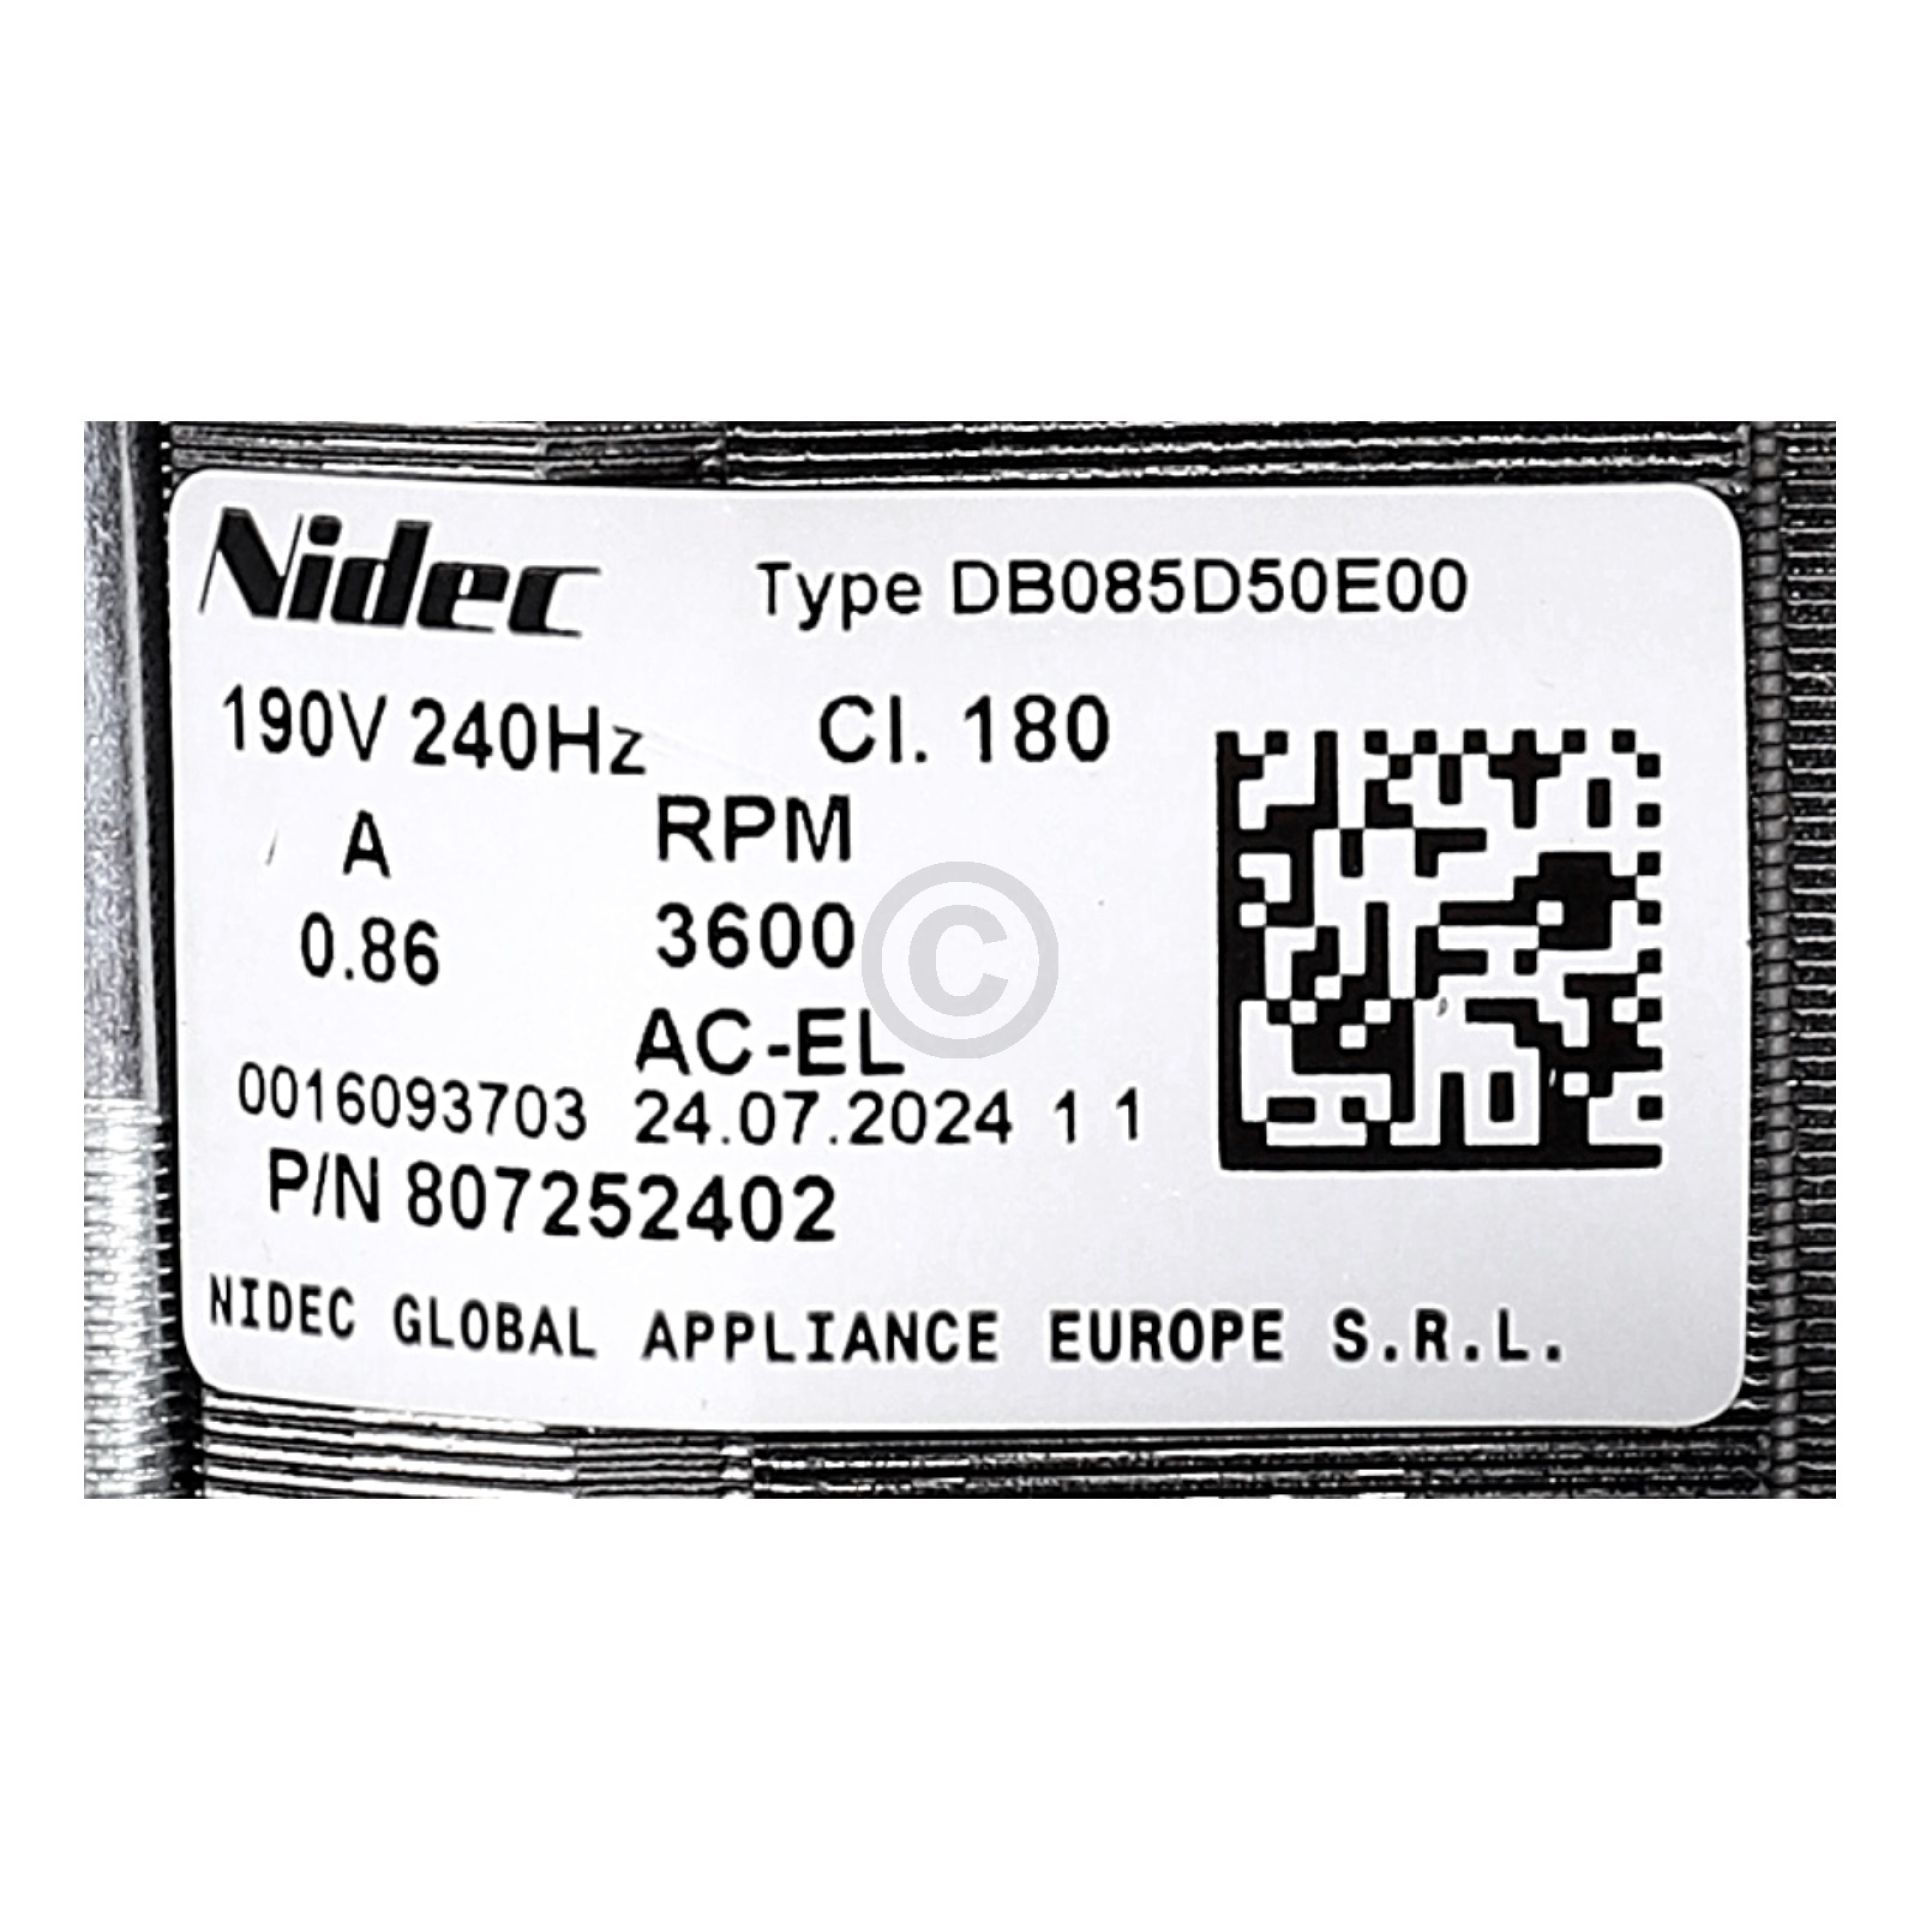 Nidec Type DB085D50E00
190V 240Hz Cl. 180
A RPM
0.86 3600
©
AC-EL
0016093703 24.07.2024 1 1
P/N 807252402
NIDEC GLOBAL APPLIANCE EUROPE S.R.L.